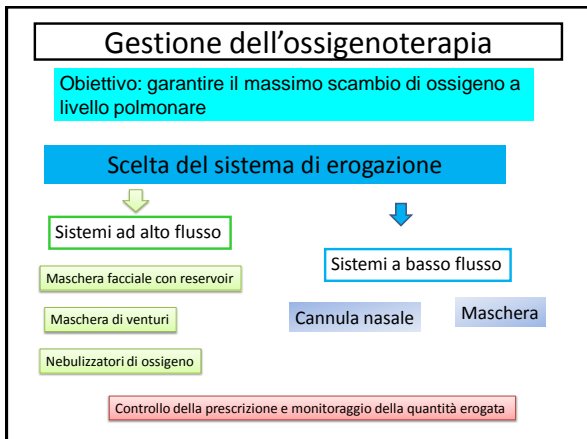 Gestione dell'ossigenoterapia
Obiettivo: garantire il massimo scambio di ossigeno a
livello polmonare
Scelta del sistema di erogazione
Sistemi ad alto flusso
Maschera facciale con reservoir
Maschera di venturi
Nebulizzatori di ossigeno
Sistemi a basso flusso
Cannula nasale
Maschera
Controllo della prescrizione e monitoraggio della quantità erogata